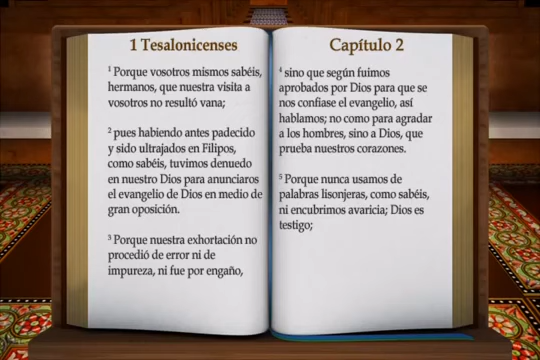 1 Tesalonicenses
1 Porque vosotros mismos sabéis,
hermanos, que nuestra visita a
vosotros no resultó vana;
2 pues habiendo antes padecido
y sido ultrajados en Filipos,
como sabéis, tuvimos denuedo
en nuestro Dios para anunciaros
el evangelio de Dios en medio de
gran oposición.
3 Porque nuestra exhortación no
procedió de error ni de
impureza, ni fue por engaño,
Capítulo 2
4 sino que según fuimos
aprobados por Dios para que se
nos confiase el evangelio, así
hablamos; no como para agradar
a los hombres, sino a Dios, que
prueba nuestros corazones.
5 Porque nunca usamos de
palabras lisonjeras, como sabéis,
ni encubrimos avaricia; Dios es
testigo;